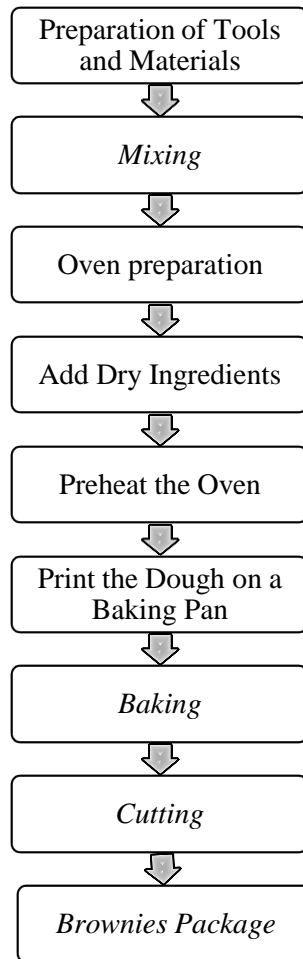 Preparation of Tools
and Materials
Mixing
Oven preparation
Add Dry Ingredients
Preheat the Oven
Print the Dough on a
Baking Pan
Baking
Cutting
Brownies Package